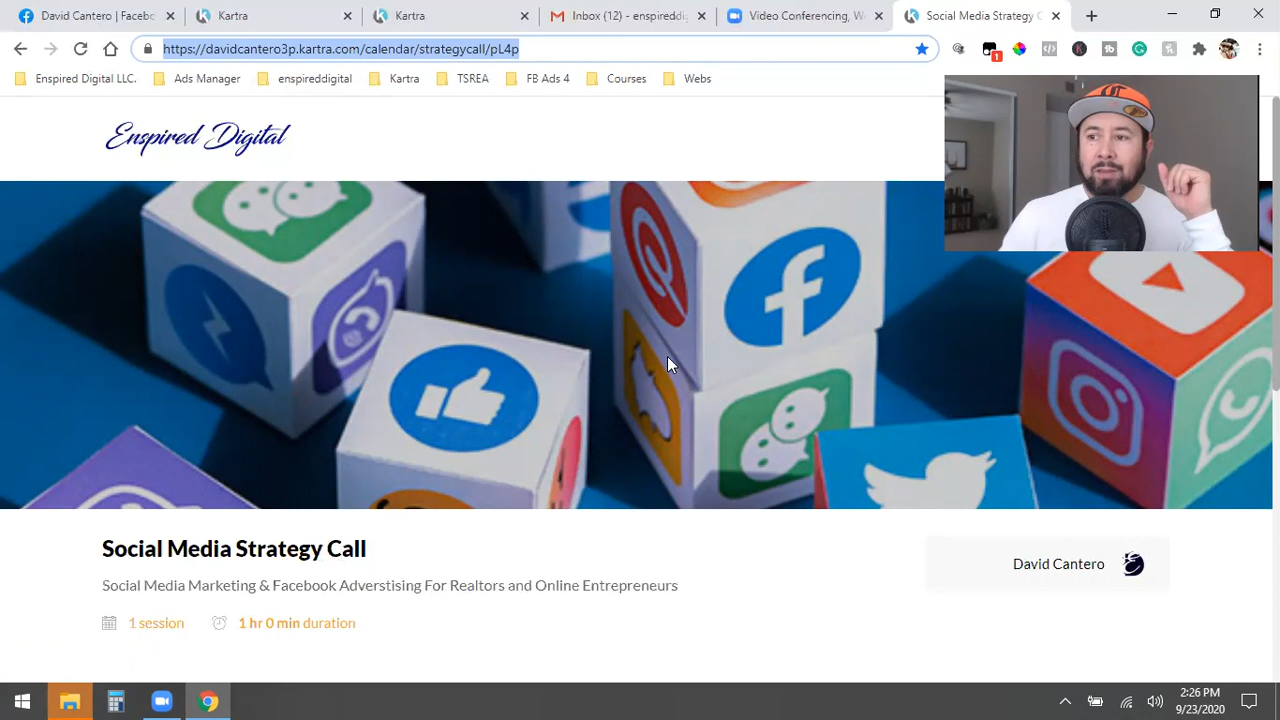 David Cantero | Facebo
Kartra
Kartra
Inbox (12) - enspireddig
Video Conferencing, W
Social Media Strategy C
https://davidcantero3p.kartra.com/calendar/strategycall/pL4p
1
Enspired Digital LLC.
Ads Manager
enspireddigital
Kartra
TSREA
FB Ads 4
Courses
Webs
Enspired Digital
Social Media Strategy Call
Social Media Marketing & Facebook Adverstising For Realtors and Online Entrepreneurs
David Cantero
1 session
1 hr 0 min duration
2:26 PM
9/23/2020